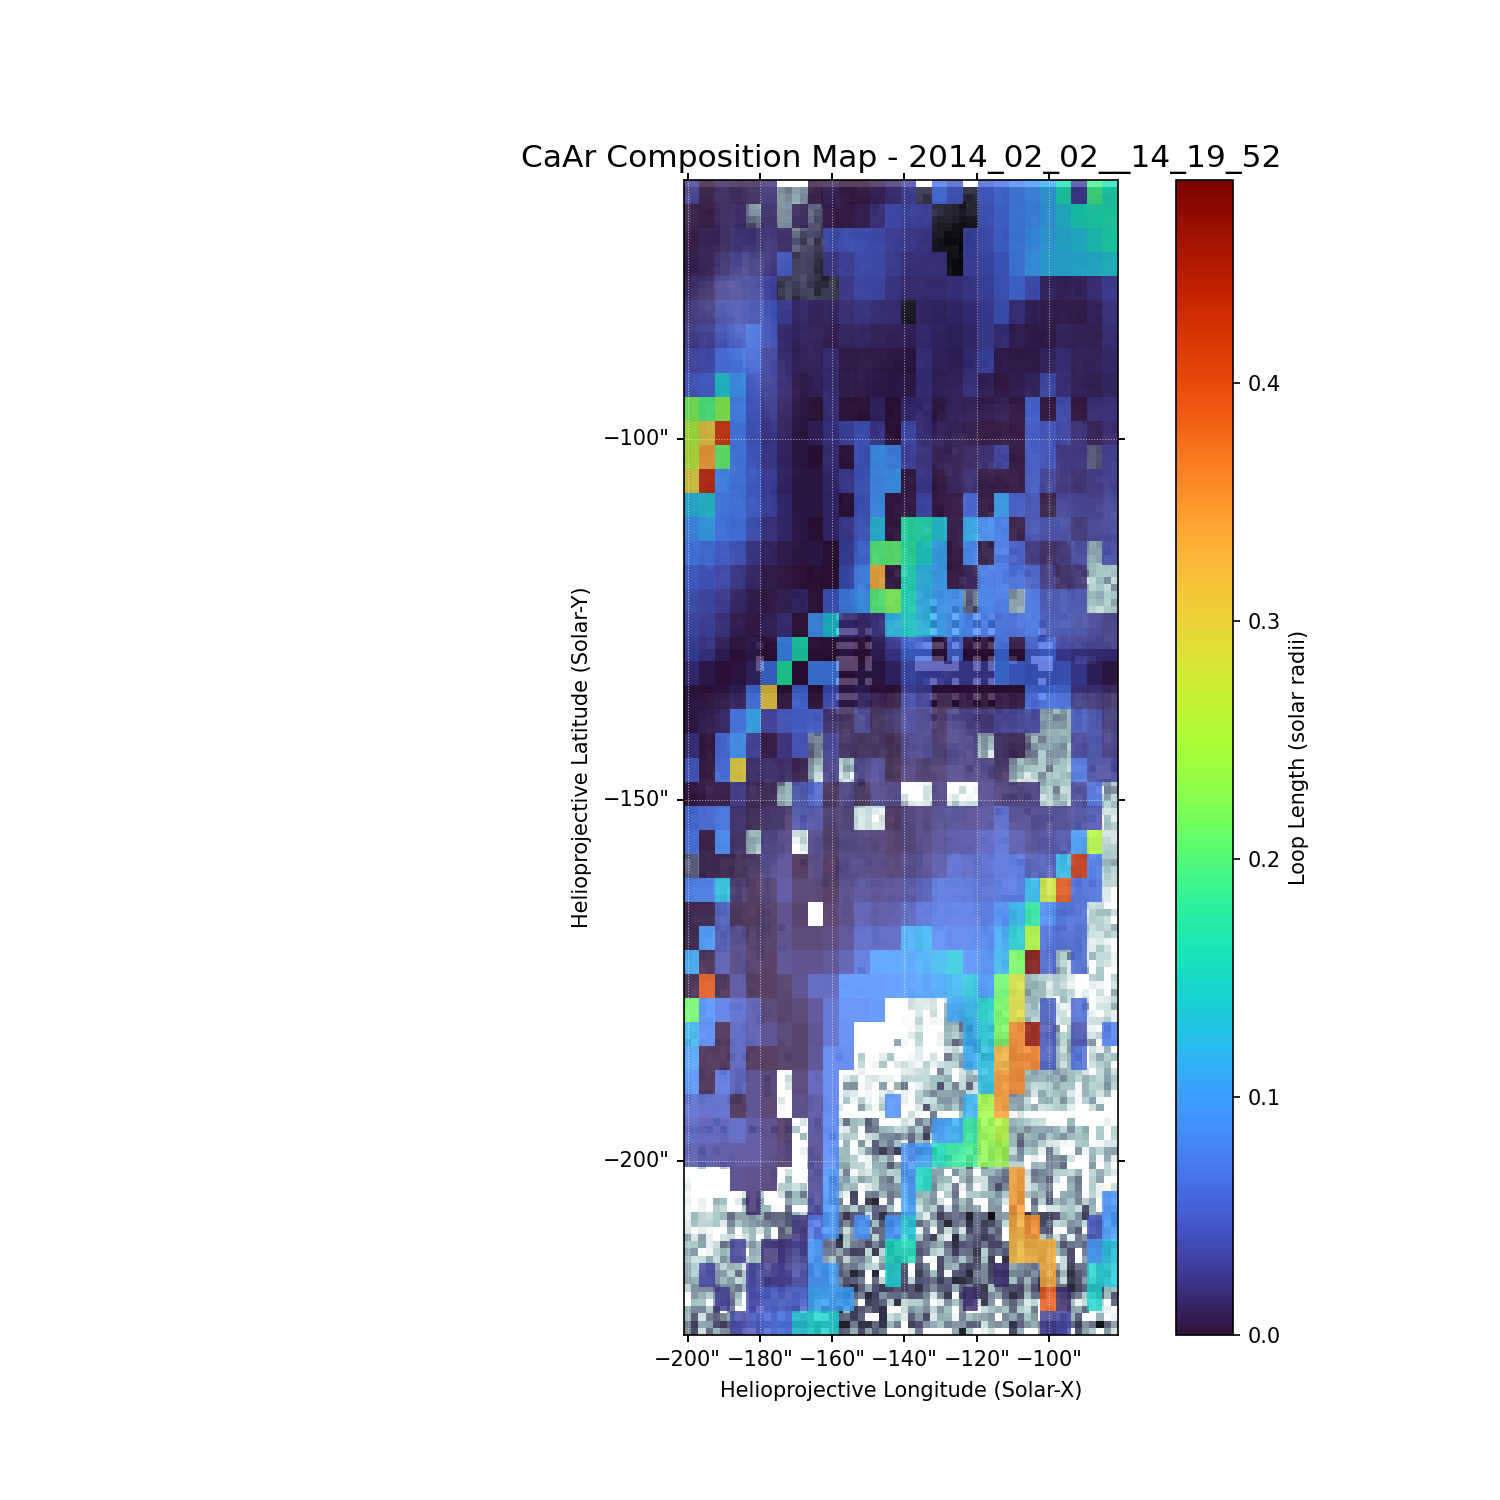 CaAr Composition Map - 2014_02_02__14_19_52
Helioprojective Latitude (Solar-Y)
−100"
−150"
−200"
−200" −180" −160" −140" −120" −100"
Helioprojective Longitude (Solar-X)
0.4
0.3
0.2
0.1
0.0
Loop Length (solar radii)